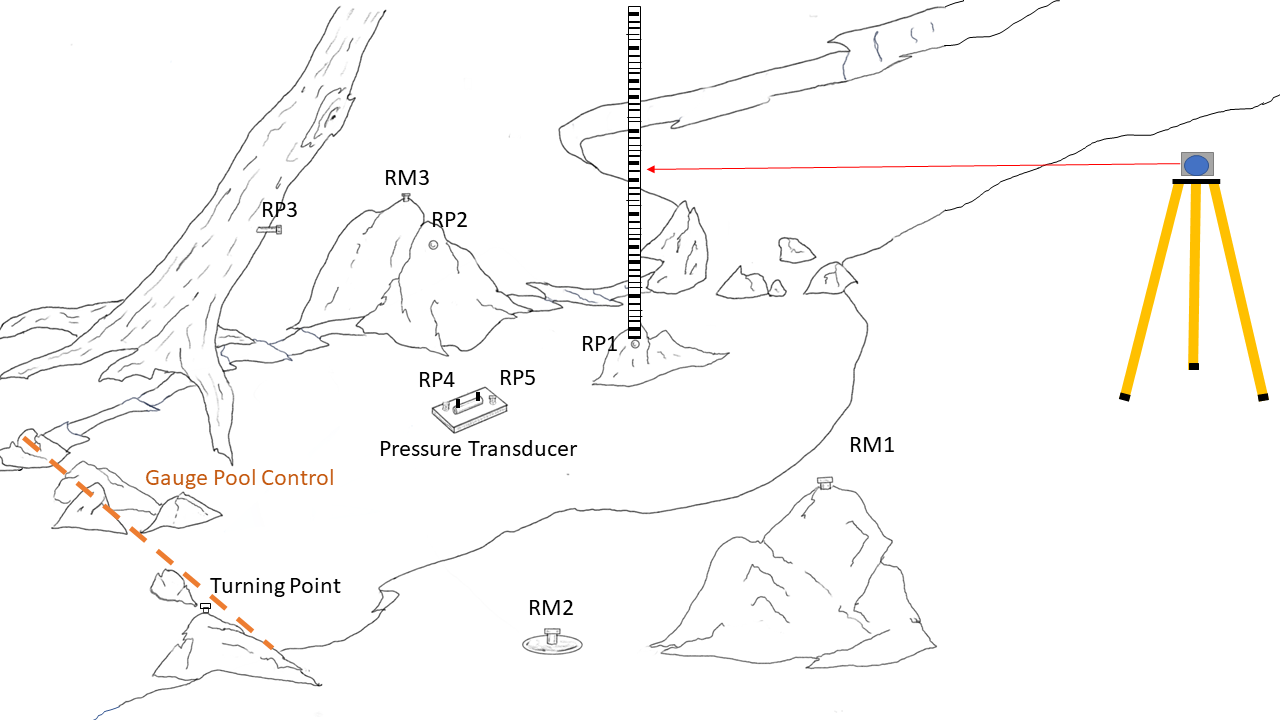 RM3
RP3
RP2
RP1
RP4
RP5
Pressure Transducer
RM1
Gauge Pool Control
Turning Point
RM2